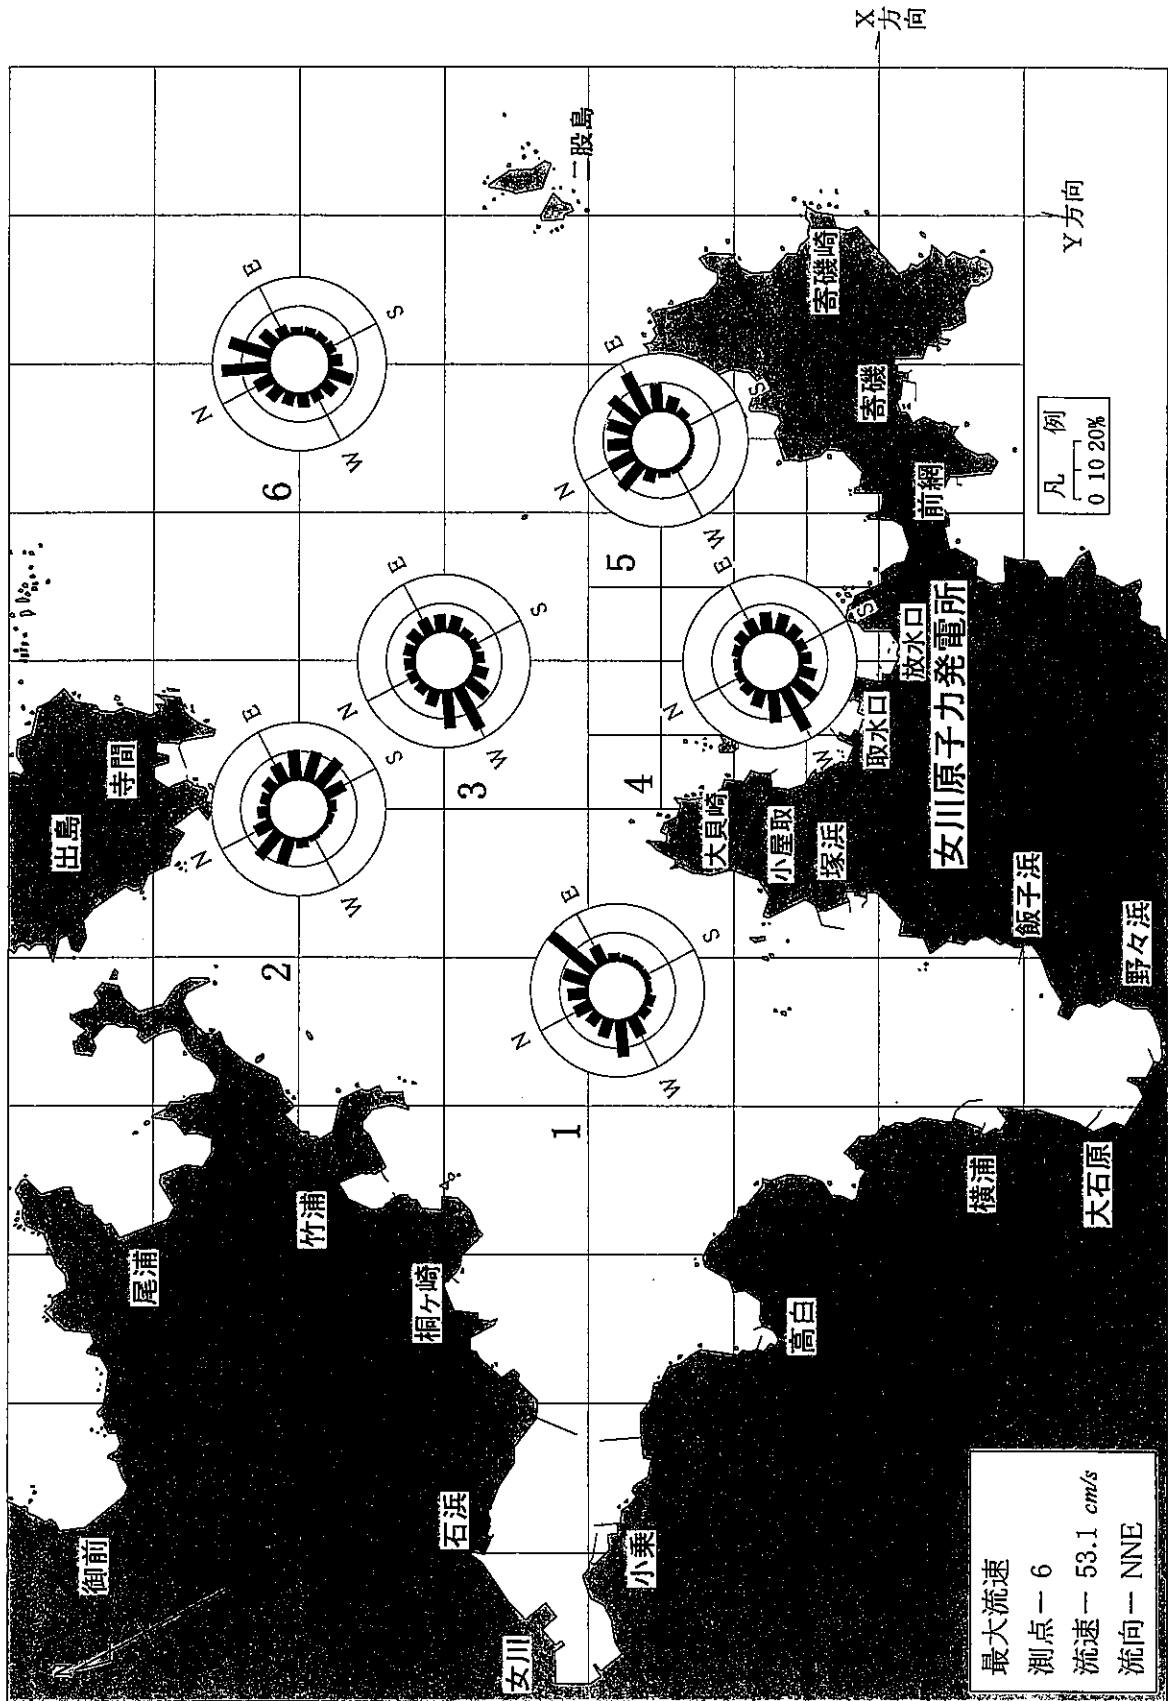 X方向
Y方向
二股島
寄磯崎
寄磯
前網
凡 例
0 10 20%
女川原子力発電所
放水口
取水口
出島
寺間
大貝崎
小屋取
塚浜
飯子浜
野々浜
竹浦
尾浦
桐ヶ崎
御前
石浜
女川
小乗
高白
横浦
大石原
1
N
E
S
W
2
N
E
S
W
3
N
E
S
W
4
N
E
S
W
5
N
E
S
W
6
N
E
S
W
最大流速
測点ー 6
流速ー 53.1 cm/s
流向ー NNE